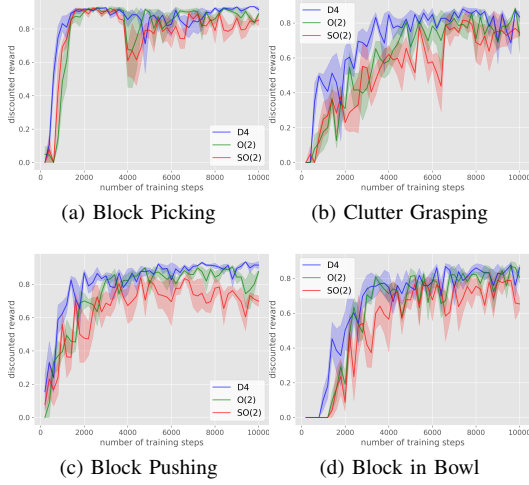 discounted reward
0.8
0.6
0.4
0.2
0.0
D4
O(2)
SO(2)
0 2000 4000 6000 8000 10000
number of training steps
(a) Block Picking
discounted reward
0.8
0.6
0.4
0.2
0.0
D4
O(2)
SO(2)
0 2000 4000 6000 8000 10000
number of training steps
(b) Clutter Grasping
discounted reward
0.8
0.6
0.4
0.2
0.0
D4
O(2)
SO(2)
0 2000 4000 6000 8000 10000
number of training steps
(c) Block Pushing
discounted reward
0.8
0.6
0.4
0.2
0.0
D4
O(2)
SO(2)
0 2000 4000 6000 8000 10000
number of training steps
(d) Block in Bowl